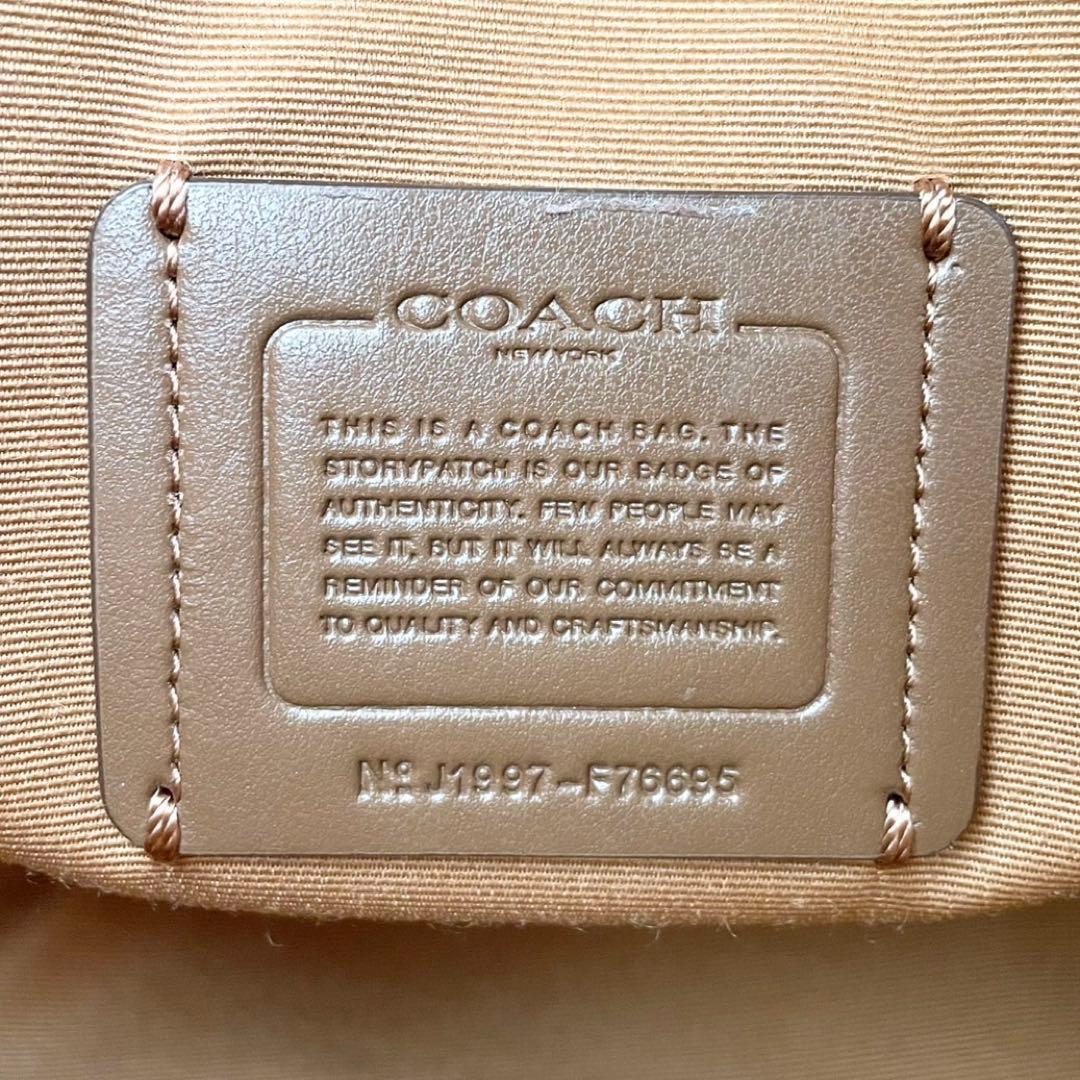 COACH
NEW YORK
THIS IS A COACH BAG. THE
STORYPATCH IS OUR BADGE OF
AUTHENTICITY. FEW PEOPLE MAY
SEE IT, BUT IT WILL ALWAYS BE A
REMINDER OF OUR COMMITMENT
TO QUALITY AND CRAFTSMANSHIP.
Nº J1997-F76695